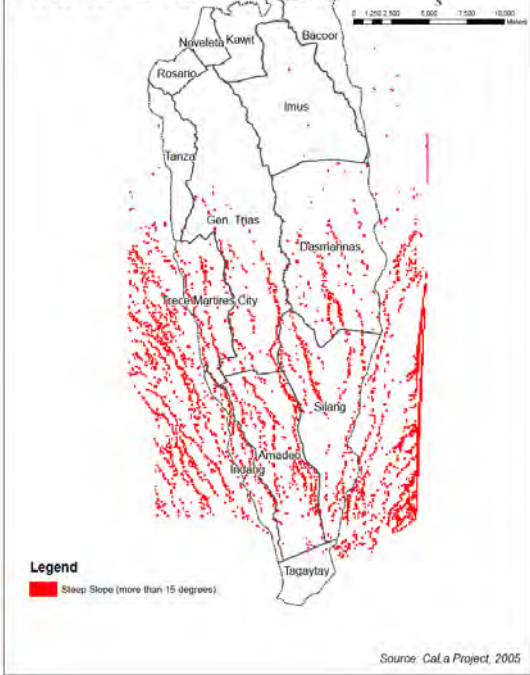 S
0 1,250 2,500 5,000 7,500 10,000
Meters
Noveleta Kawit Bacoor
Rosario
Imus
Tanza
Gen. Trias
Dasmarinas
Trece Martires City
Silang
Amadeo
Indang
Tagaytay
Legend
Steep Slope (more than 15 degrees)
Source: CaLa Project, 2005